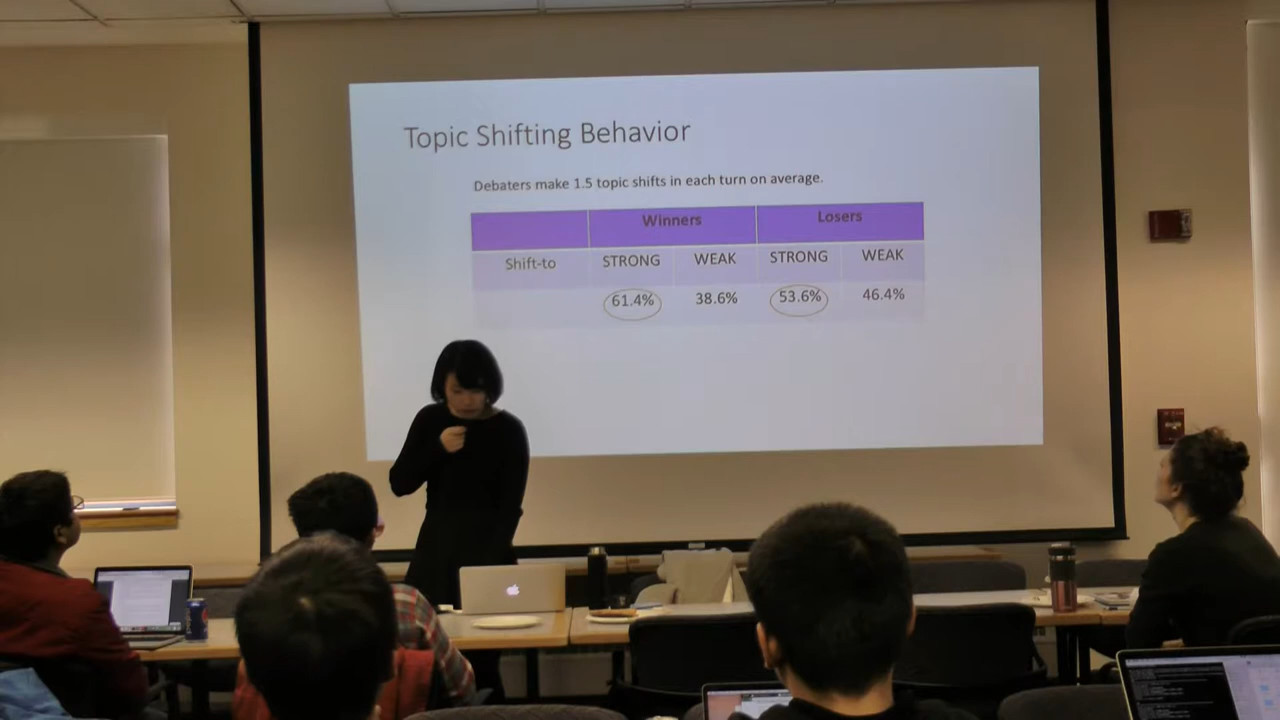 Topic Shifting Behavior
Debaters make 1.5 topic shifts in each turn on average.
Winners Losers
Shift-to STRONG WEAK STRONG WEAK
61.4% 38.6% 53.6% 46.4%